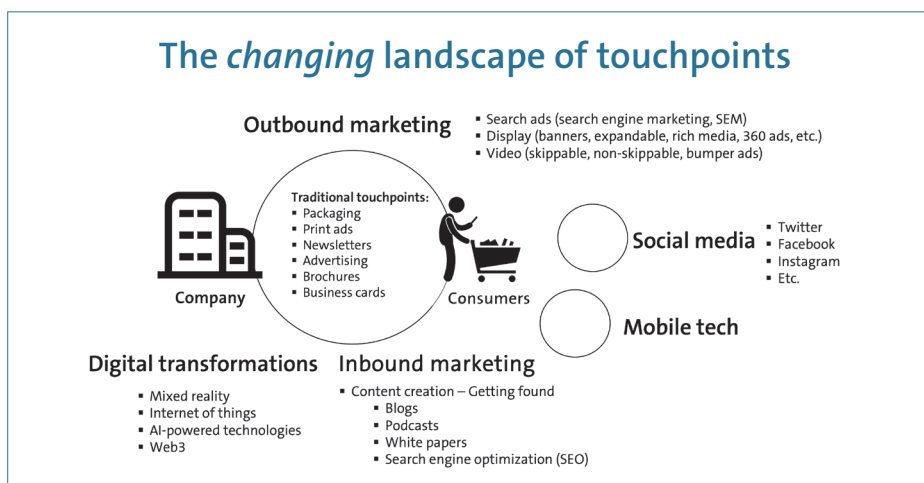 The changing landscape of touchpoints
Outbound marketing
▪ Search ads (search engine marketing, SEM)
▪ Display (banners, expandable, rich media, 360 ads, etc.)
▪ Video (skippable, non-skippable, bumper ads)
Traditional touchpoints:
▪ Packaging
▪ Print ads
▪ Newsletters
▪ Advertising
▪ Brochures
▪ Business cards
Company
Consumers
Social media
▪ Twitter
▪ Facebook
▪ Instagram
▪ Etc.
Mobile tech
Digital transformations
▪ Mixed reality
▪ Internet of things
▪ AI-powered technologies
▪ Web3
Inbound marketing
▪ Content creation – Getting found
▪ Blogs
▪ Podcasts
▪ White papers
▪ Search engine optimization (SEO)